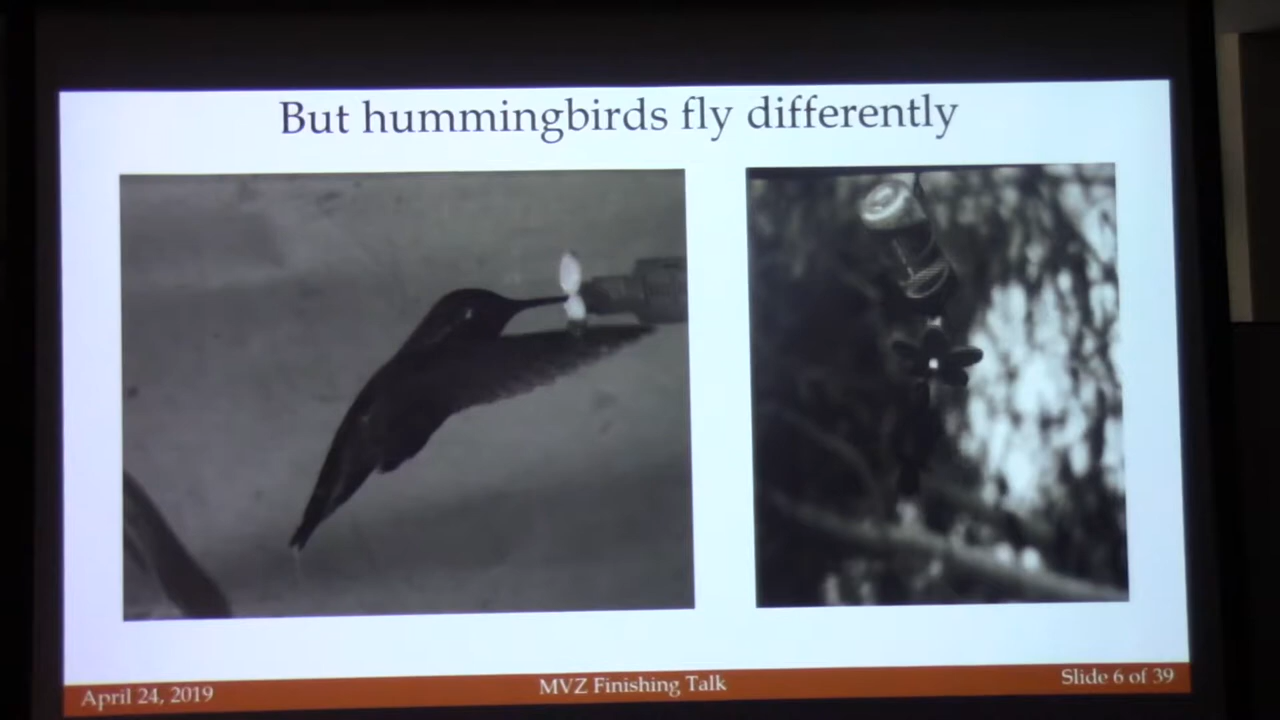 But hummingbirds fly differently
April 24, 2019
MVZ Finishing Talk
Slide 6 of 39